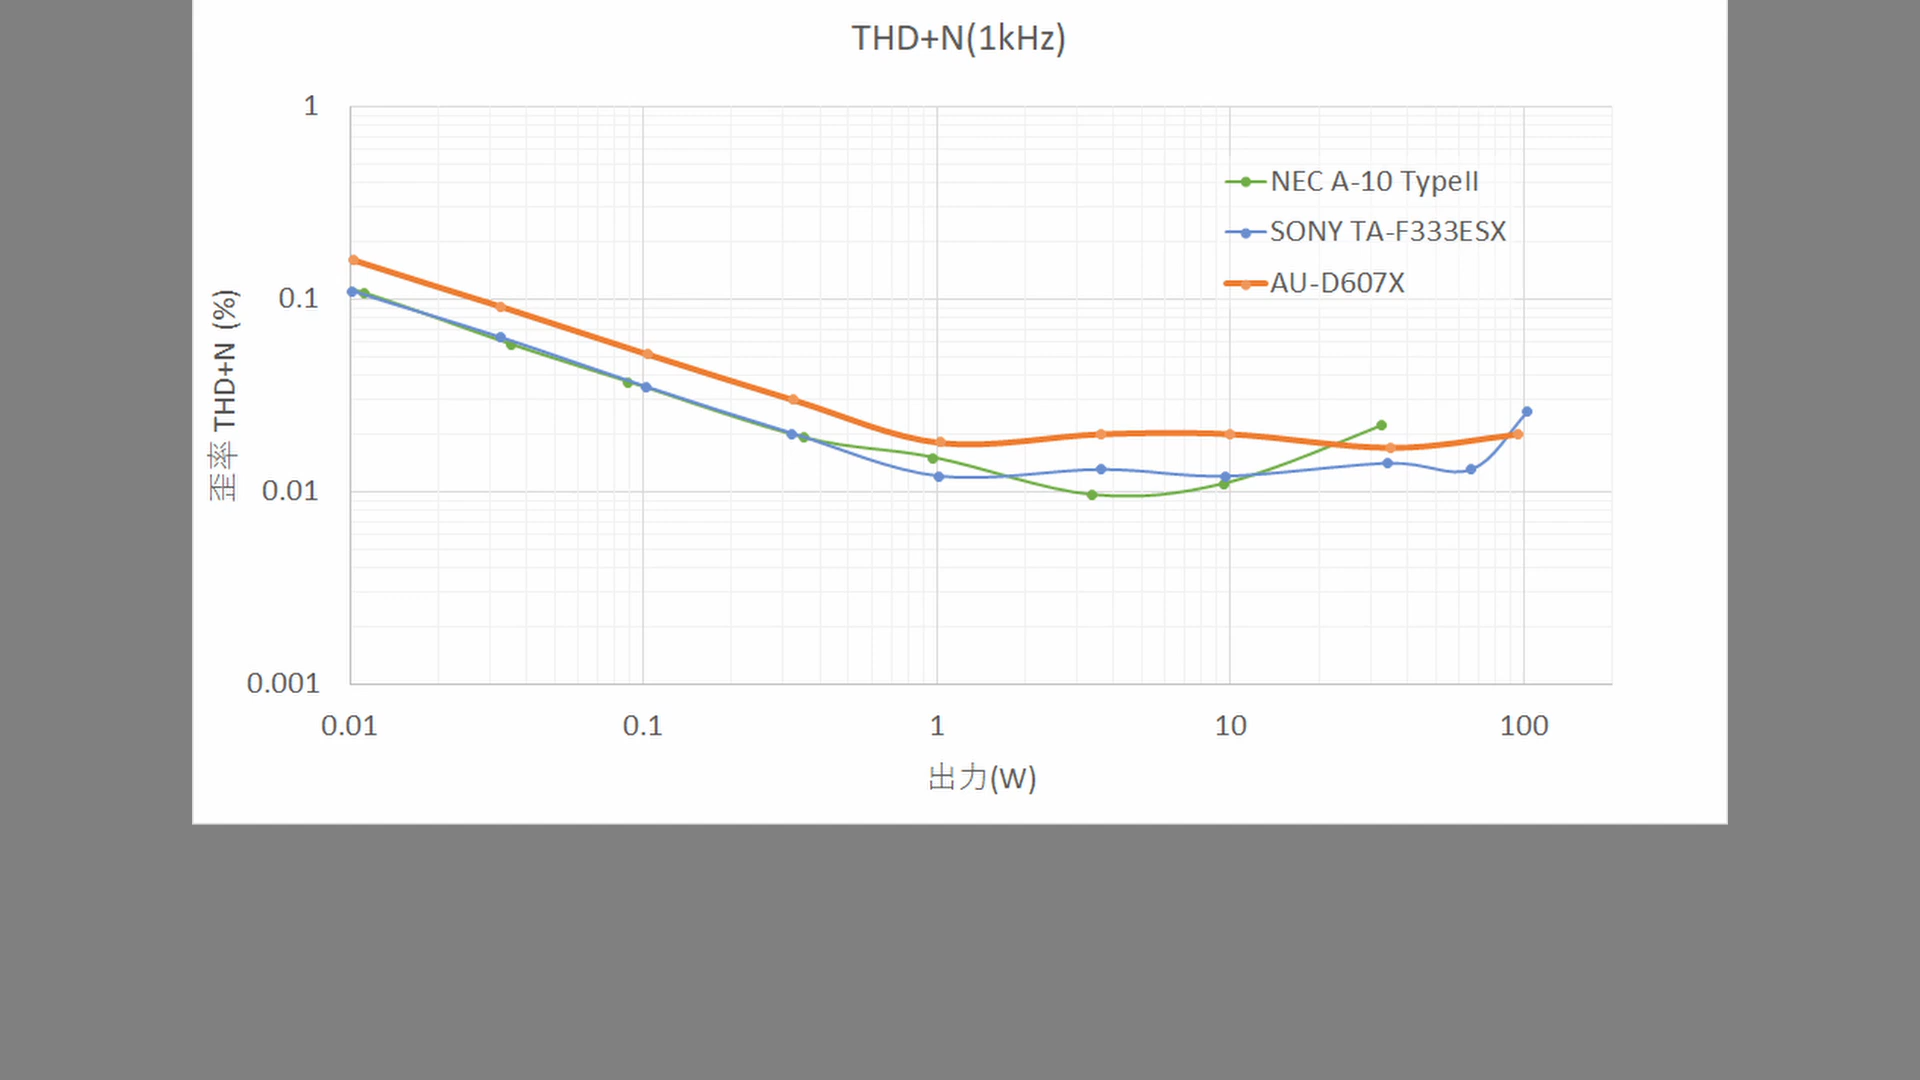 THD+N(1kHz)
1
0.1
0.01
0.001
歪率 THD+N (%)
NEC A-10 TypeII
SONY TA-F333ESX
AU-D607X
0.01 0.1 1 10 100
出力(W)